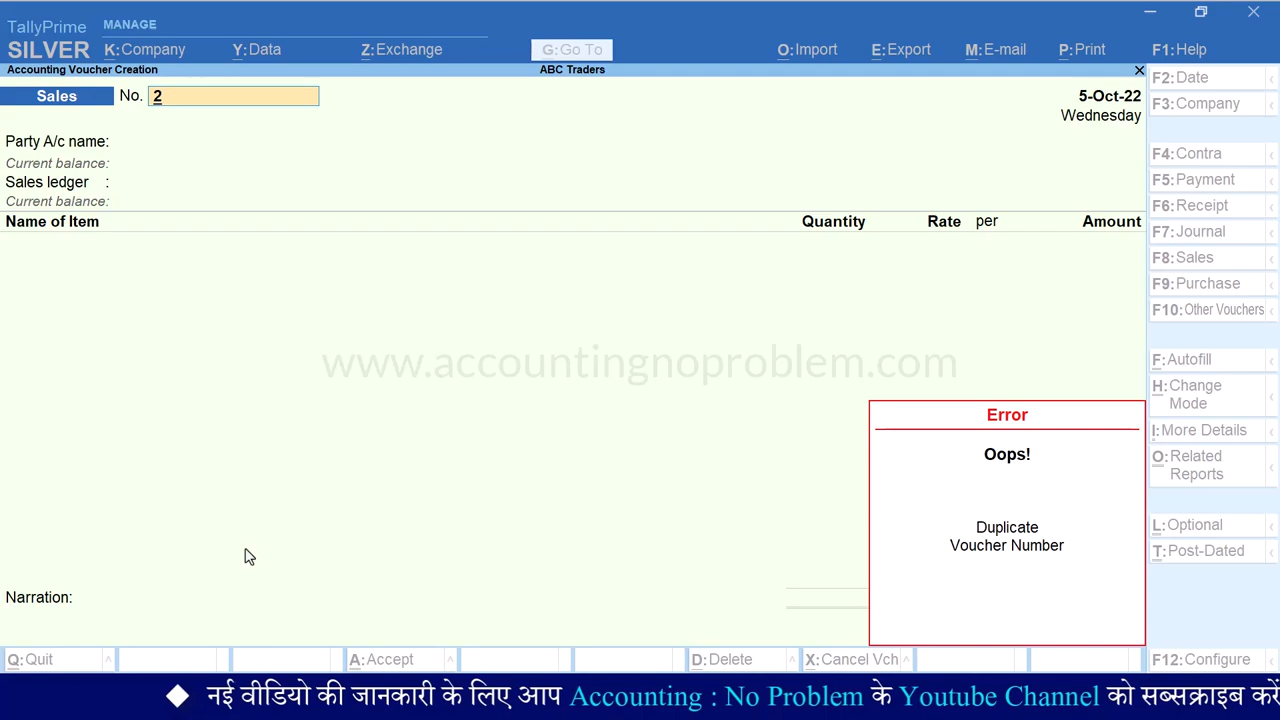 TallyPrime MANAGE
SILVER K:Company Y:Data Z:Exchange G:Go To O:Import E:Export M:E-mail P:Print F1:Help
Accounting Voucher Creation ABC Traders
F2:Date
Sales No. 2 5-Oct-22
F3:Company
Wednesday
Party A/c name:
F4:Contra
Current balance:
F5:Payment
Sales ledger :
Current balance:
F6:Receipt
Name of Item Quantity Rate per Amount
F7:Journal
F8:Sales
F9:Purchase
F10:Other Vouchers
www.accountingnoproblem.com
F:Autofill
H:Change
Mode
Error
I:More Details
Oops!
O:Related
Reports
Duplicate
Voucher Number
L:Optional
T:Post-Dated
Narration:
Q:Quit A:Accept D:Delete X:Cancel Vch F12:Configure
नई वीडियो की जानकारी के लिए आप Accounting : No Problem के Youtube Channel को सब्सक्राइब करें